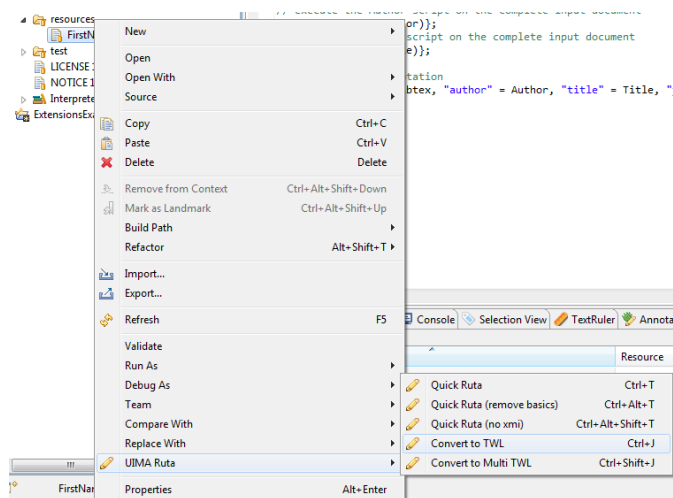 resources
FirstN
test
LICENSE
NOTICE 1
Interprete
ExtensionsExa
// Execute the Author script on the complete input document
or)};
script on the complete input document
e)};
tation
btex, "author" = Author, "title" = Title, "
New
Open
Open With
Source
Copy Ctrl+C
Paste Ctrl+V
Delete Delete
Remove from Context Ctrl+Alt+Shift+Down
Mark as Landmark Ctrl+Alt+Shift+Up
Build Path
Refactor Alt+Shift+T
Import...
Export...
Refresh F5
Validate
Run As
Debug As
Team
Compare With
Replace With
UIMA Ruta
Properties Alt+Enter
Console Selection View TextRuler Annota
Resource
Quick Ruta Ctrl+T
Quick Ruta (remove basics) Ctrl+Alt+T
Quick Ruta (no xmi) Ctrl+Alt+Shift+T
Convert to TWL Ctrl+J
Convert to Multi TWL Ctrl+Shift+J
FirstNar